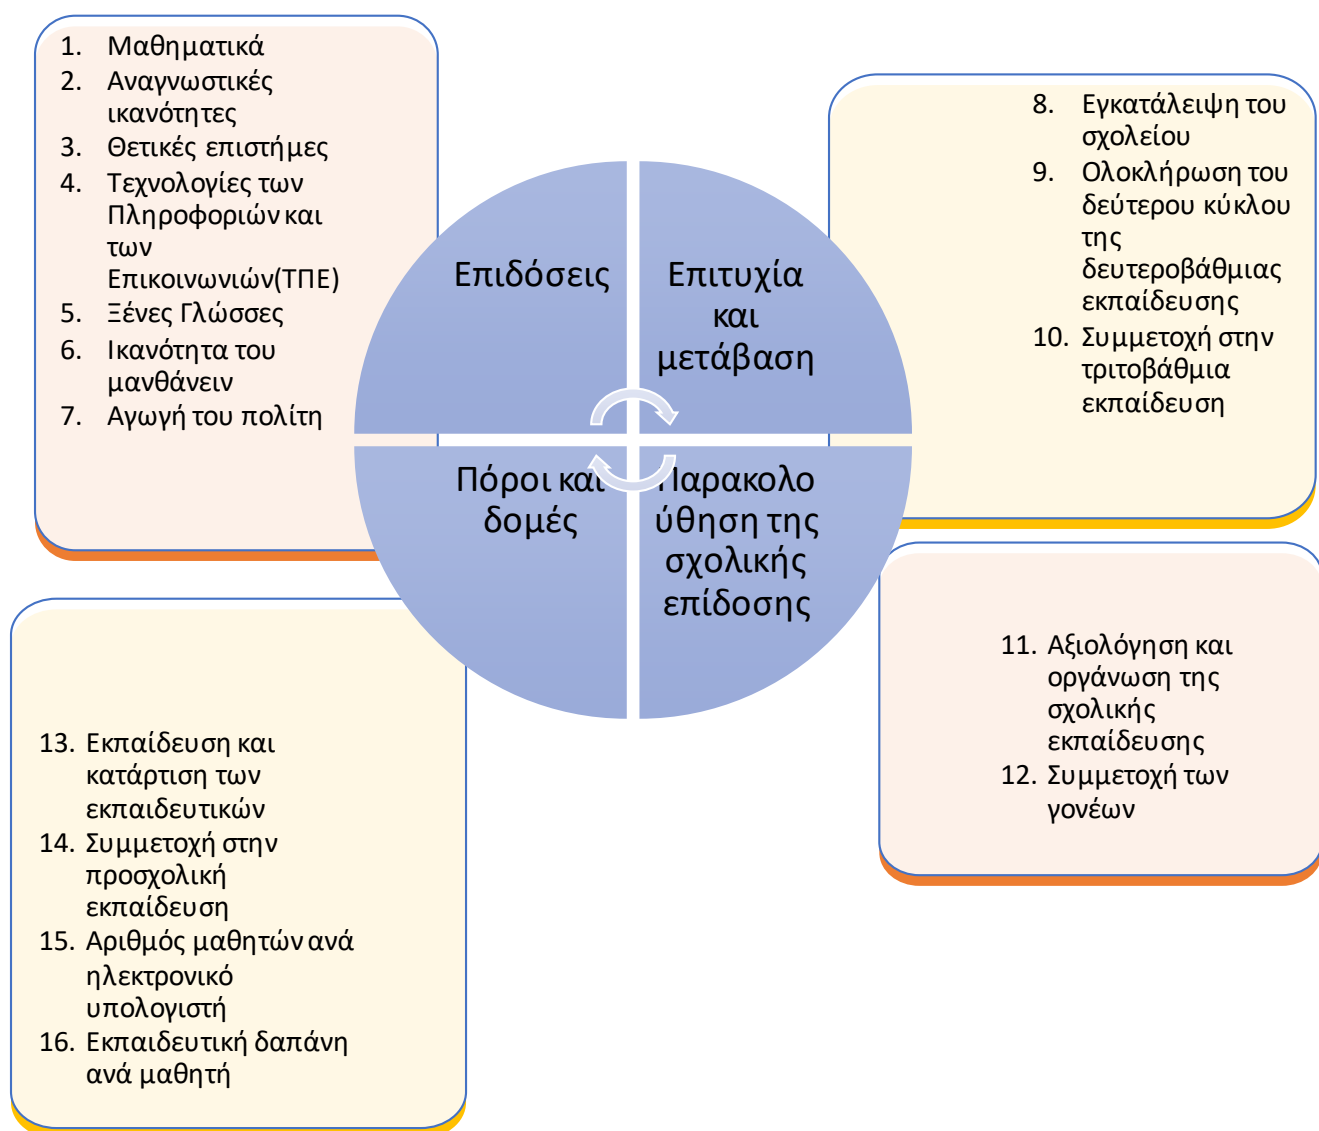 1. Μαθηματικά
2. Αναγνωστικές
ικανότητες
3. Θετικές επιστήμες
4. Τεχνολογίες των
Πληροφοριών και
των
Επικοινωνιών(ΤΠΕ)
5. Ξένες Γλώσσες
6. Ικανότητα του
μανθάνειν
7. Αγωγή του πολίτη
8. Εγκατάλειψη του
σχολείου
9. Ολοκλήρωση του
δεύτερου κύκλου
της
δευτεροβάθμιας
εκπαίδευσης
10. Συμμετοχή στην
τριτοβάθμια
εκπαίδευση
Επιδόσεις
Επιτυχία
και
μετάβαση
Πόροι και
δομές
Παρακολο
ύθηση της
σχολικής
επίδοσης
11. Αξιολόγηση και
οργάνωση της
σχολικής
εκπαίδευσης
12. Συμμετοχή των
γονέων
13. Εκπαίδευση και
κατάρτιση των
εκπαιδευτικών
14. Συμμετοχή στην
προσχολική
εκπαίδευση
15. Αριθμός μαθητών ανά
ηλεκτρονικό
υπολογιστή
16. Εκπαιδευτική δαπάνη
ανά μαθητή